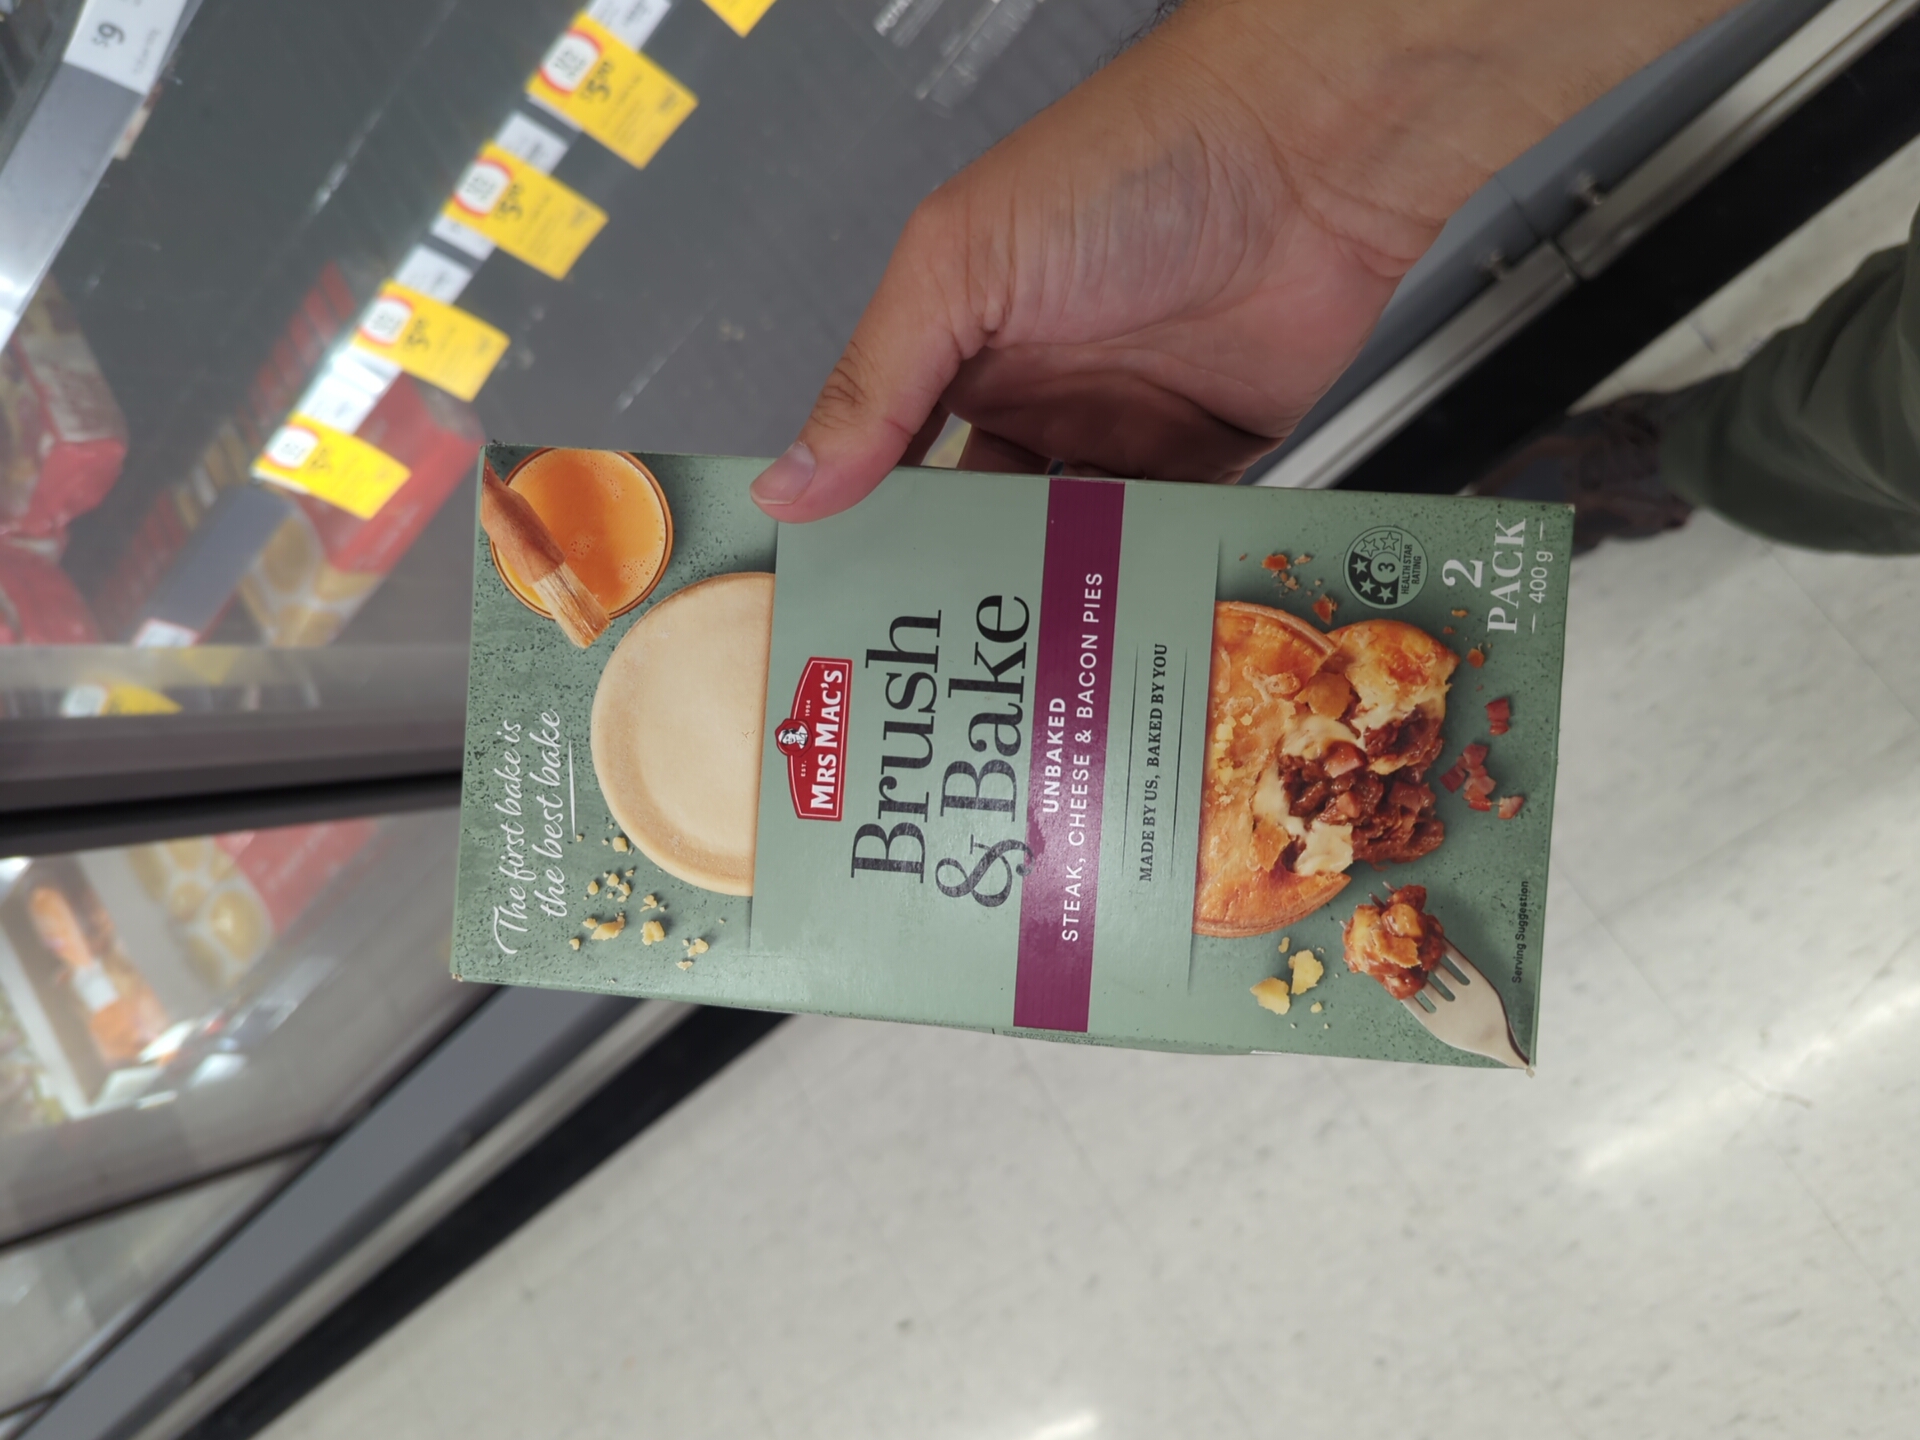 The first bake is
the best bake
EST. 1954
MRS MAC'S
Brush
& Bake
UNBAKED
STEAK, CHEESE & BACON PIES
MADE BY US, BAKED BY YOU
3
HEALTH STAR
RATING
2
PACK
400 g
Serving Suggestion